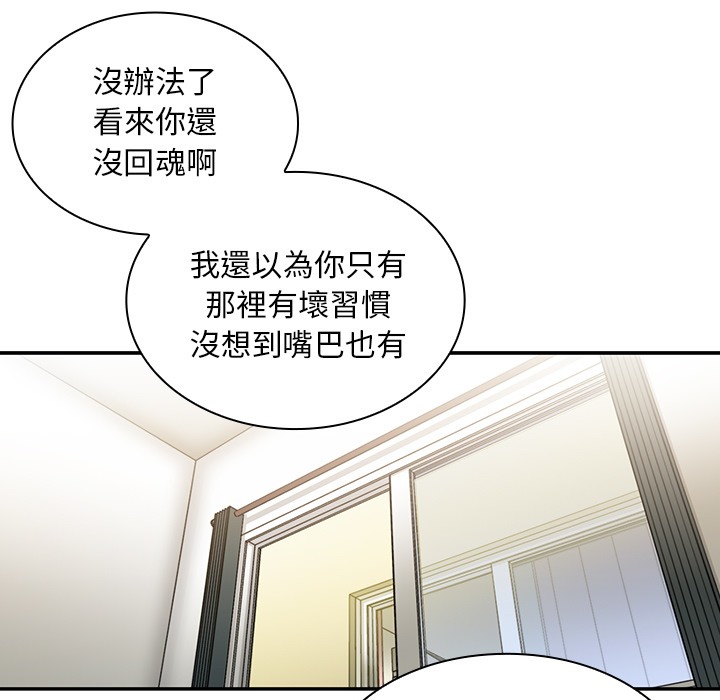 沒辦法了
看來你還
沒回魂啊
我還以為你只有
那裡有壞習慣
沒想到嘴巴也有